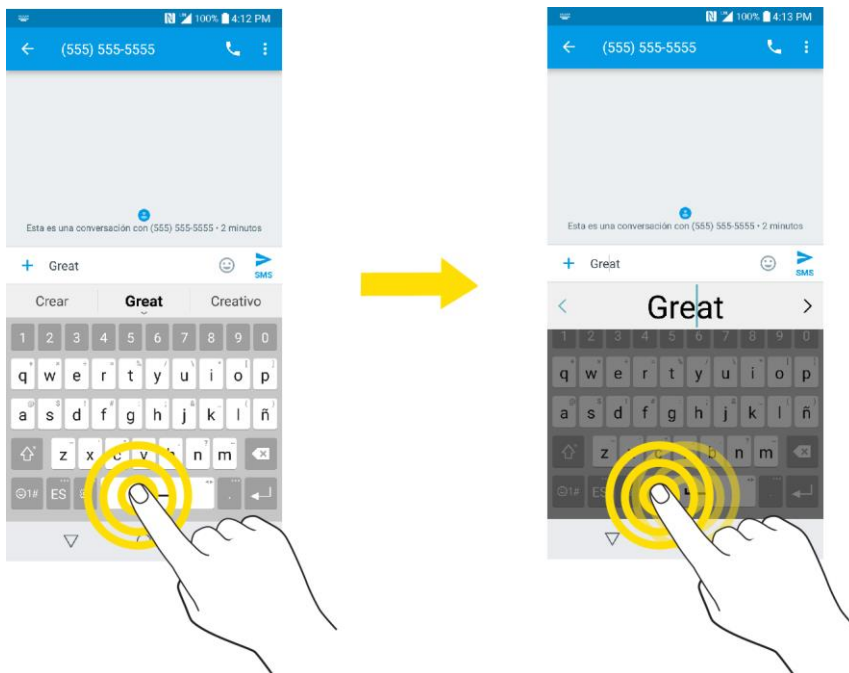 100% 4:12 PM
(555) 555-5555
Esta es una conversación con (555) 555-5555 • 2 minutos
Great
SMS
Crear Great Creativo
1 2 3 4 5 6 7 8 9 0
q w e r t y u i o p
a s d f g h j k l ñ
z x c v n m
1# ES .
100% 4:13 PM
(555) 555-5555
Esta es una conversación con (555) 555-5555 • 2 minutos
Great
SMS
< Great >
1 2 3 4 5 6 7 8 9 0
q w e r t y u i o p
a s d f g h j k l ñ
z c b n m
1# .